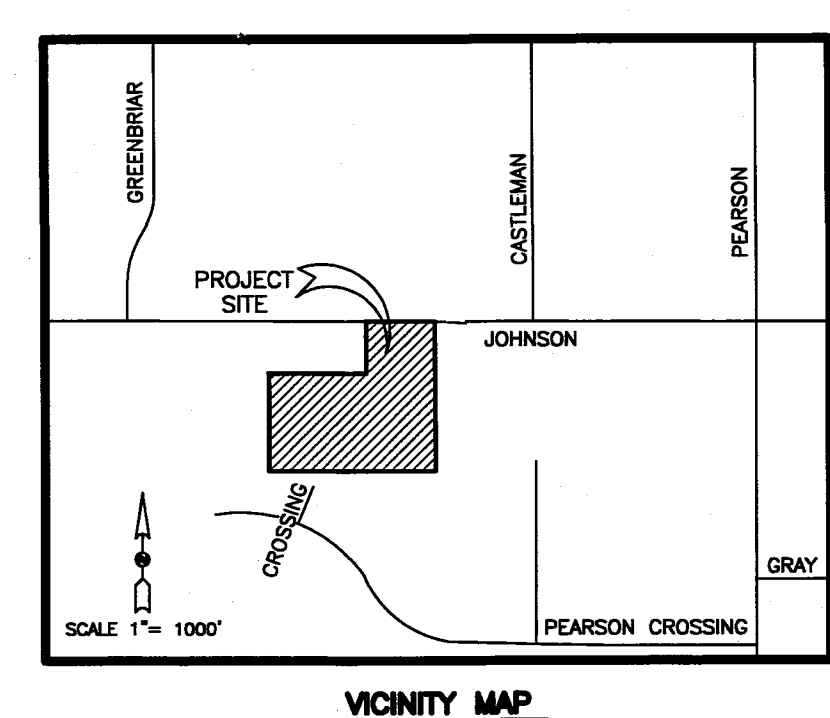 GREENBRIAR
CASTLEMAN
PEARSON
PROJECT
SITE
JOHNSON
CROSSING
GRAY
SCALE 1"= 1000'
PEARSON CROSSING
VICINITY MAP